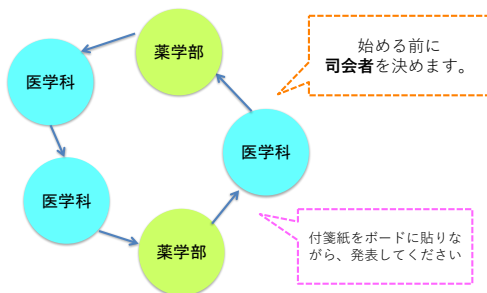 薬学部
医学科
医学科
医学科
薬学部
始める前に
司会者を決めます。
付箋紙をボードに貼りな
がら、発表してください